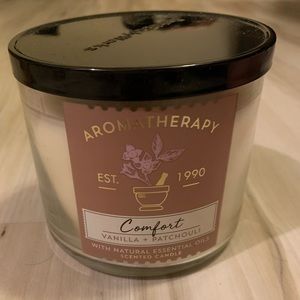 AROMATHERAPY
EST. 1990
Comfort
VANILLA + PATCHOULI
WITH NATURAL ESSENTIAL OILS
SCENTED CANDLE